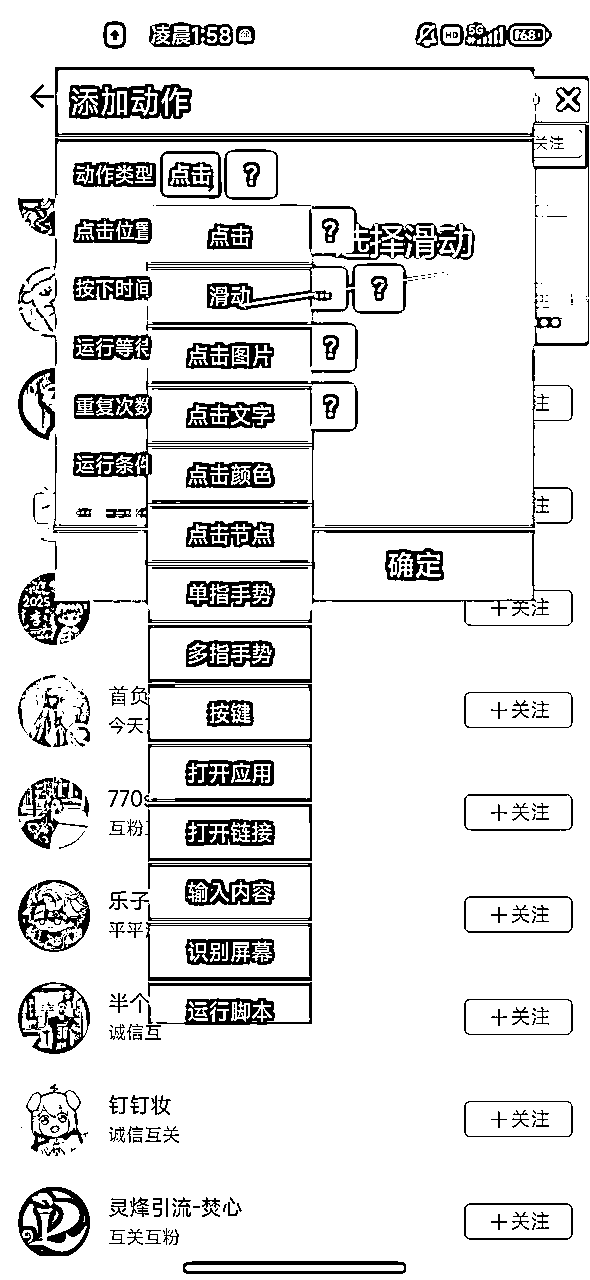 凌晨1:58 HD 5G 68
添加动作
关注
动作类型 点击 ?
点击位置 点击 ? 选择滑动
按下时间 滑动 ?
运行等待 点击图片 ?
重复次数 点击文字 ?
注
运行条件 点击颜色
注
点击节点
确定
单指手势
2025
+关注
多指手势
首负
今天
按键
+关注
打开应用
770
互粉
打开链接
+关注
乐子
平平
输入内容
+关注
识别屏幕
半个
诚信互
运行脚本
+关注
钉钉妆
诚信互关
+关注
灵烽引流-焚心
互关互粉
+关注